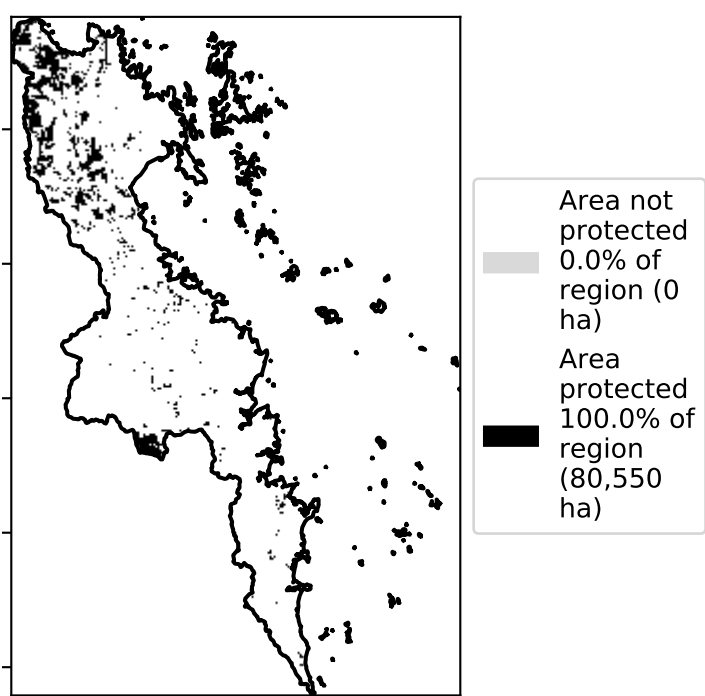 Area not
protected
0.0% of
region (0
ha)
Area
protected
100.0% of
region
(80,550
ha)